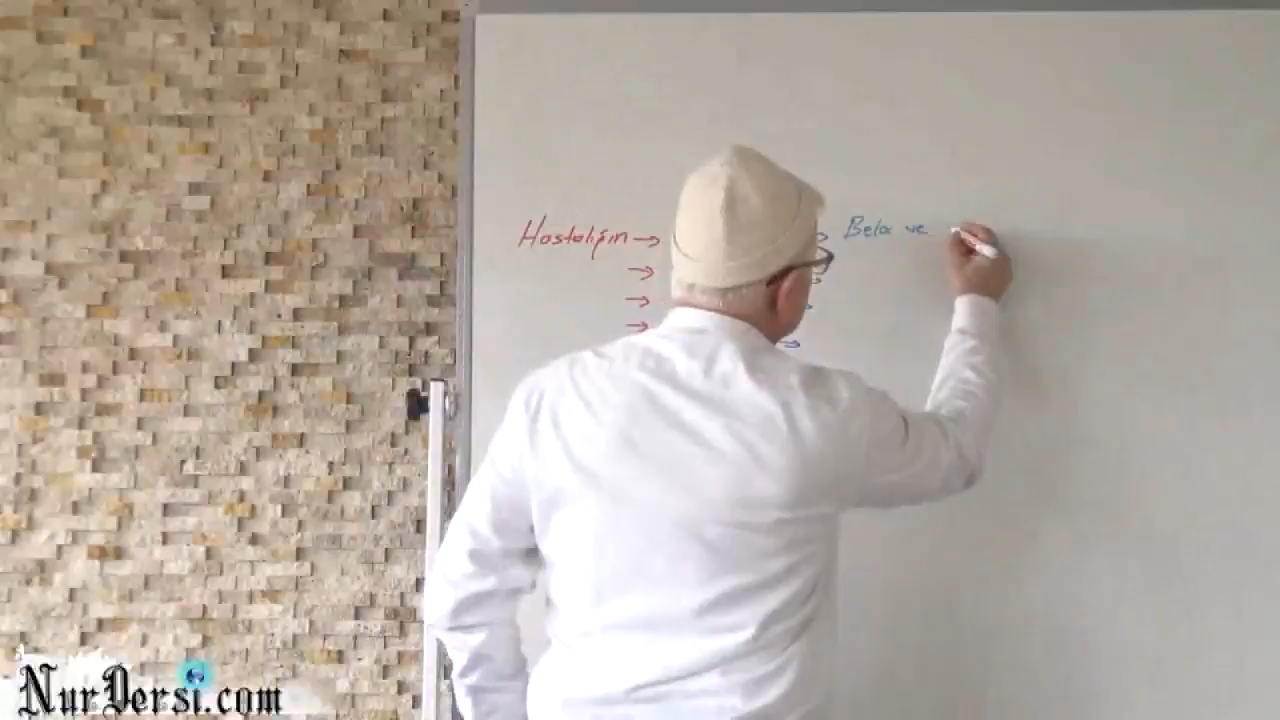 Hastalığın → Bela ve
→
→
→
→
NurDersi.com